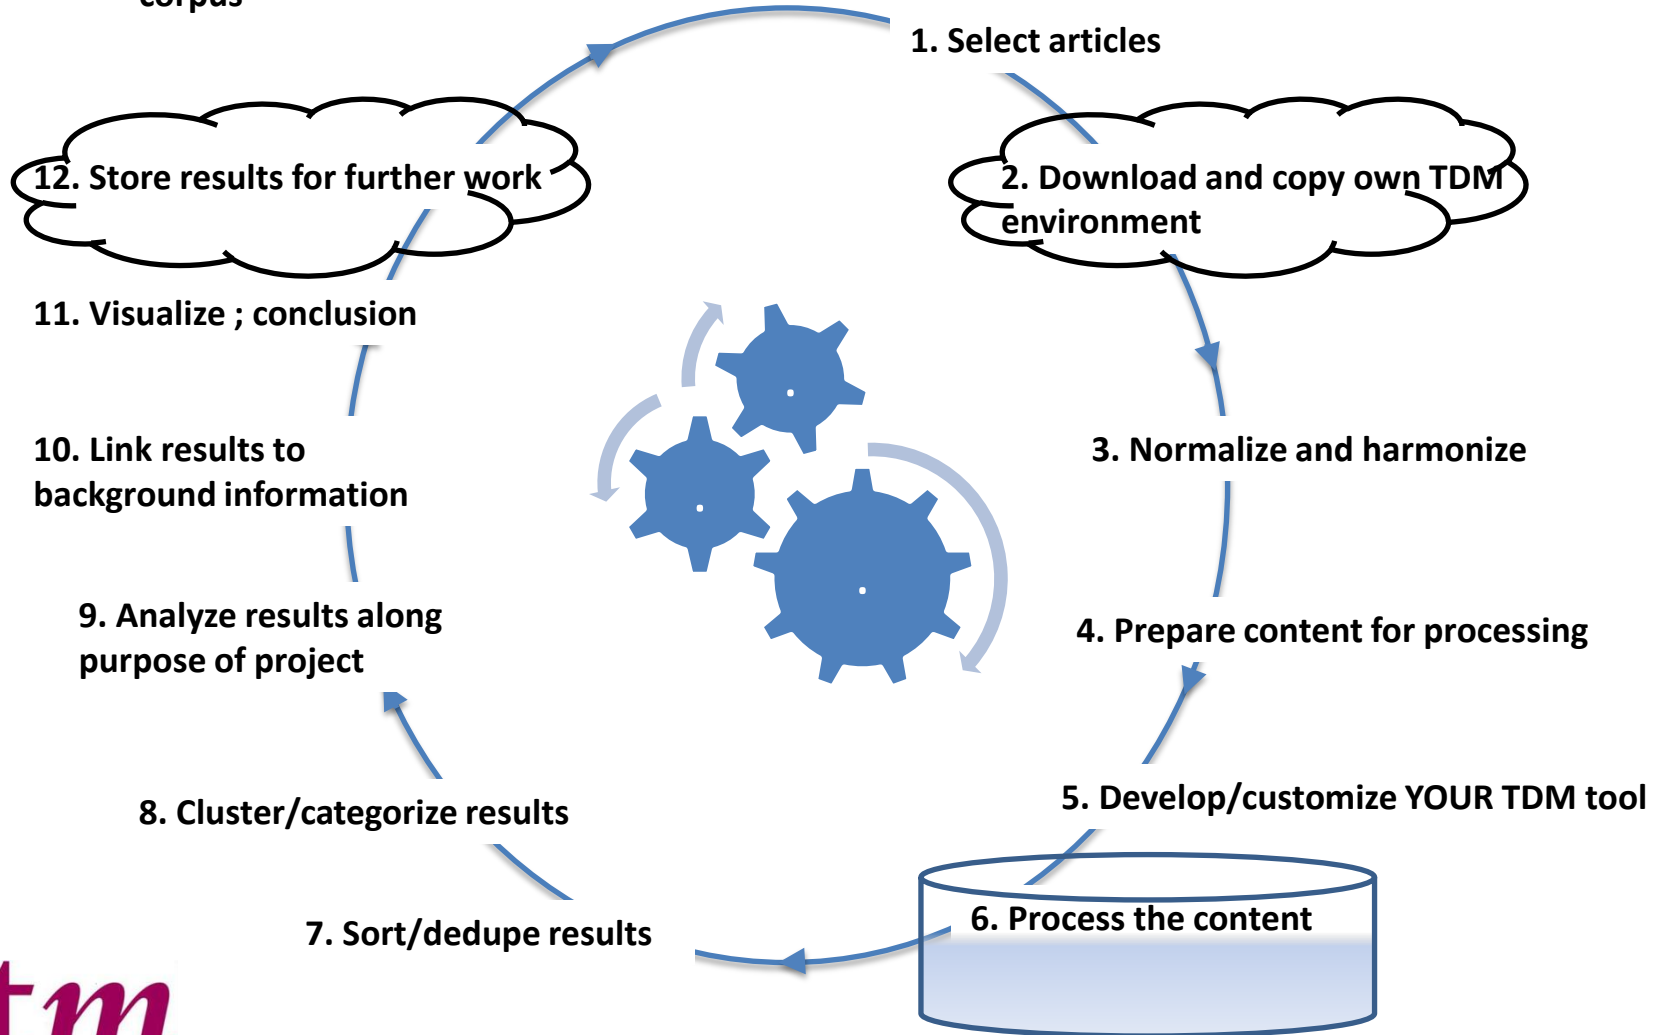 corpus
1. Select articles
12. Store results for further work
2. Download and copy own TDM
environment
11. Visualize ; conclusion
10. Link results to
background information
3. Normalize and harmonize
9. Analyze results along
purpose of project
4. Prepare content for processing
8. Cluster/categorize results
5. Develop/customize YOUR TDM tool
7. Sort/dedupe results
6. Process the content
tm